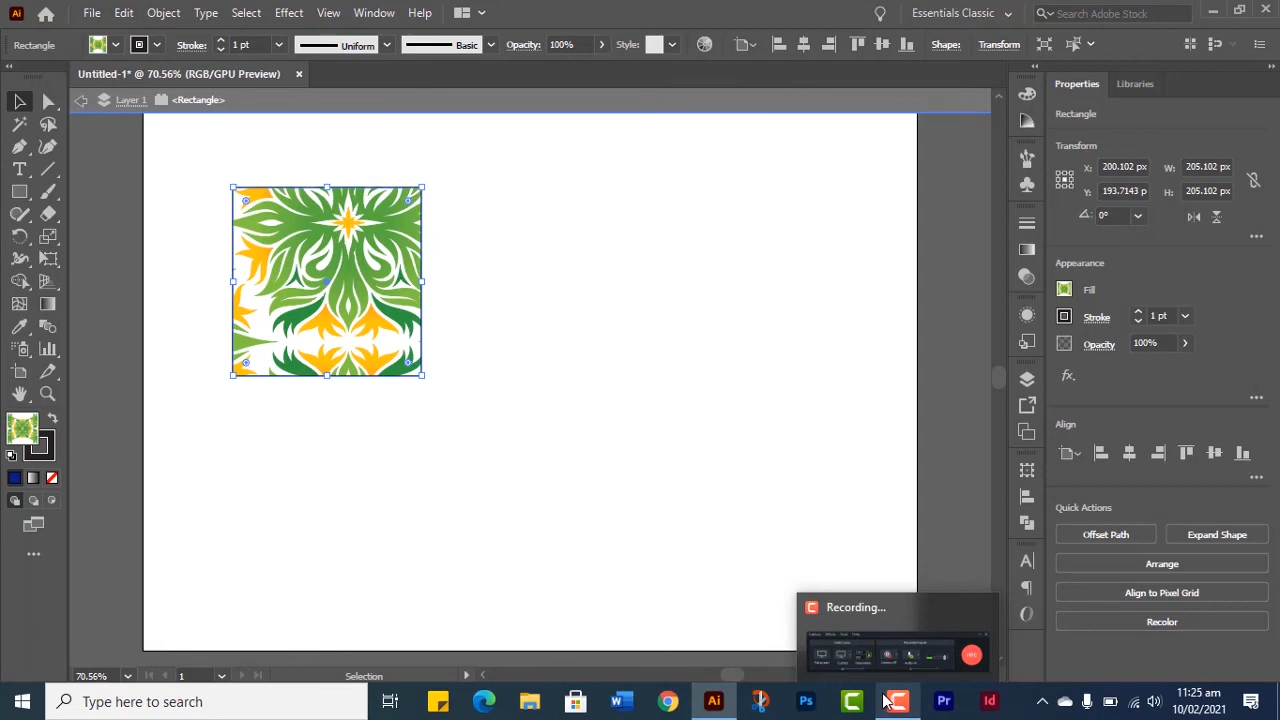 Ai File Edit Object Type Select Effect View Window Help Essentials Classic Search Adobe Stock
Rectangle Stroke: 1 pt Uniform Basic Opacity: 100% Style: Shape: Transform
Untitled-1* @ 70.56% (RGB/GPU Preview) ×
Layer 1 <Rectangle>
Properties Libraries
Rectangle
Transform
X: 200.102 px W: 205.102 px
Y: 193.7143 p H: 205.102 px
0°
Appearance
Fill
Stroke 1 pt
Opacity 100%
fx.
Align
Quick Actions
Offset Path Expand Shape
Arrange
Align to Pixel Grid
Recolor
Recording...
70.56% 1 Selection
Type here to search
Ai Ps Pr Id
11:25 am
10/02/2021